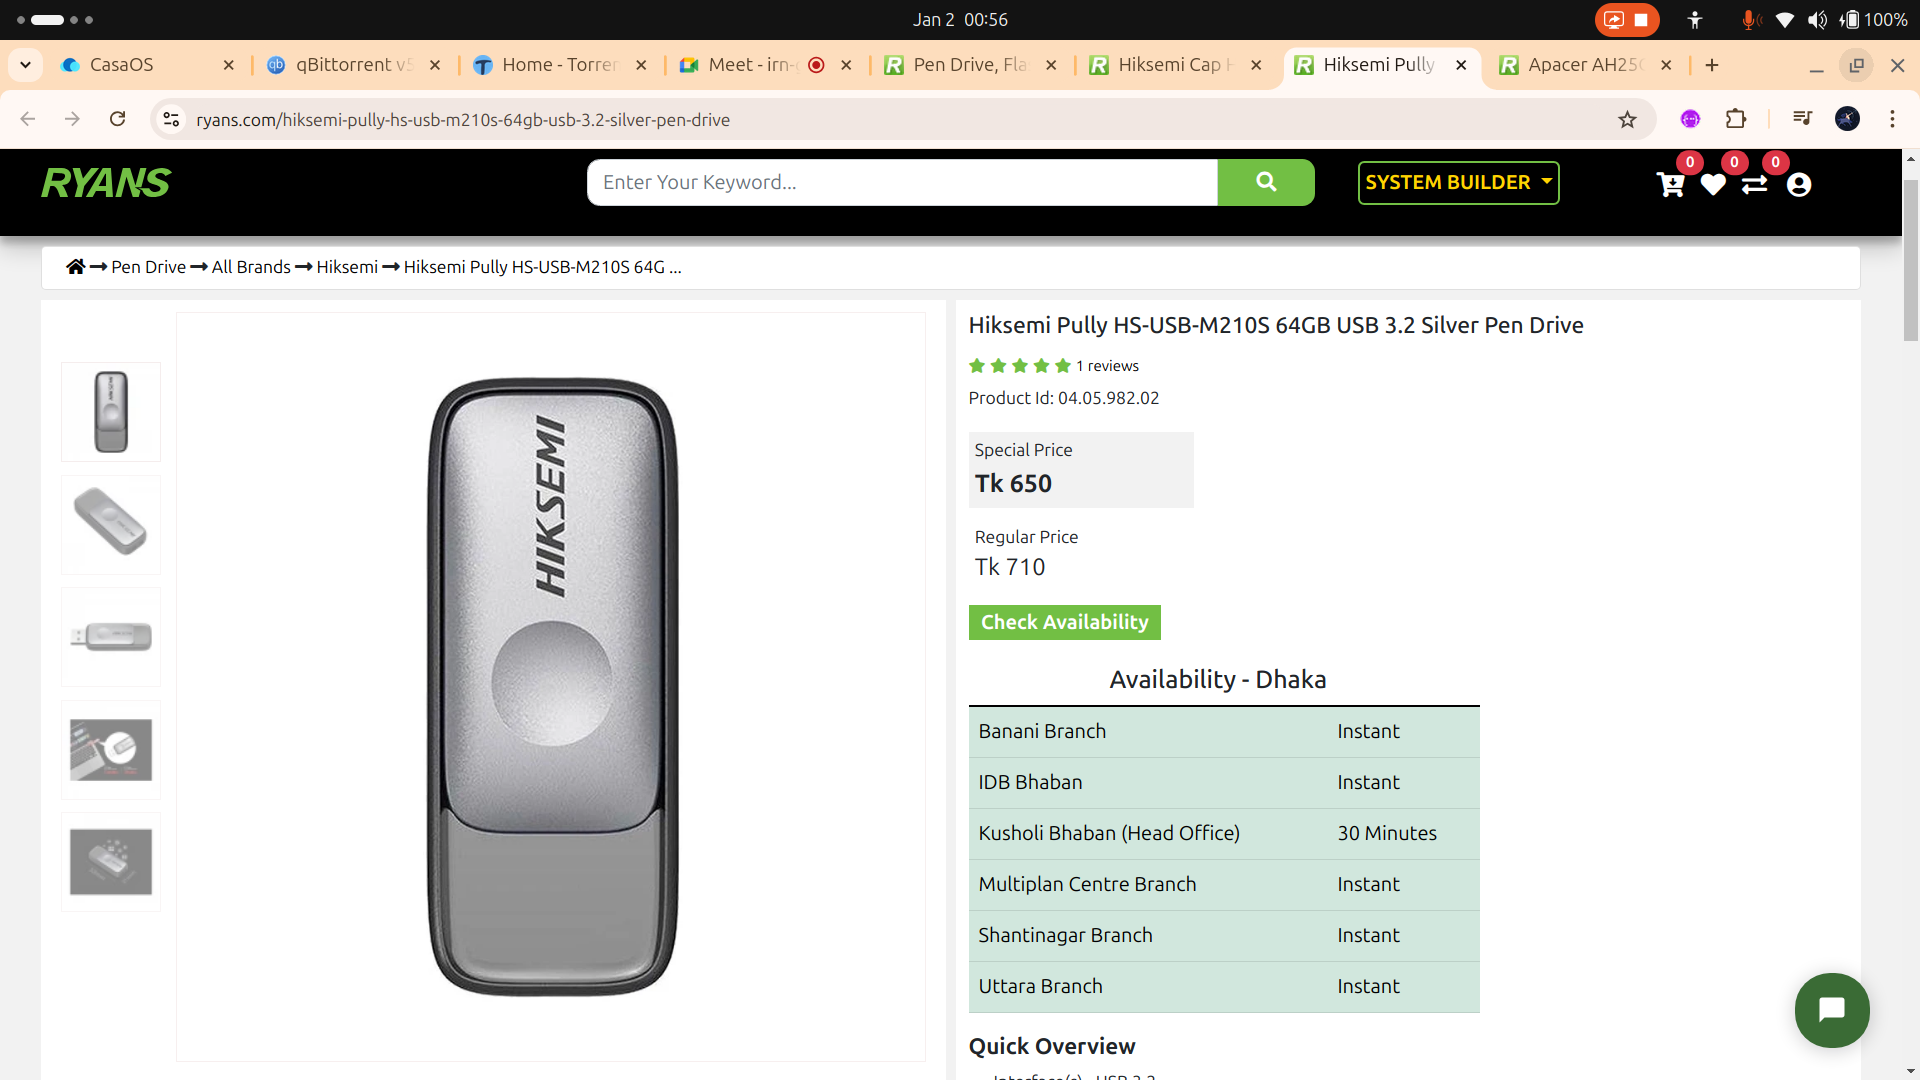 Jan 2 00:56
100%
CasaOS
qBittorrent v5
Home - Torrer
Meet - irn-
Pen Drive, Fla
Hiksemi Cap H
Hiksemi Pully
Apacer AH25
ryans.com/hiksemi-pully-hs-usb-m210s-64gb-usb-3.2-silver-pen-drive
RYANS
Enter Your Keyword...
SYSTEM BUILDER
0
0
0
Pen Drive
All Brands
Hiksemi
Hiksemi Pully HS-USB-M210S 64G ...
HIKSEMI
Hiksemi Pully HS-USB-M210S 64GB USB 3.2 Silver Pen Drive
1 reviews
Product Id: 04.05.982.02
Special Price
Tk 650
Regular Price
Tk 710
Check Availability
Availability - Dhaka
Banani Branch Instant
IDB Bhaban Instant
Kusholi Bhaban (Head Office) 30 Minutes
Multiplan Centre Branch Instant
Shantinagar Branch Instant
Uttara Branch Instant
Quick Overview
Interface(s) - USB 3.2